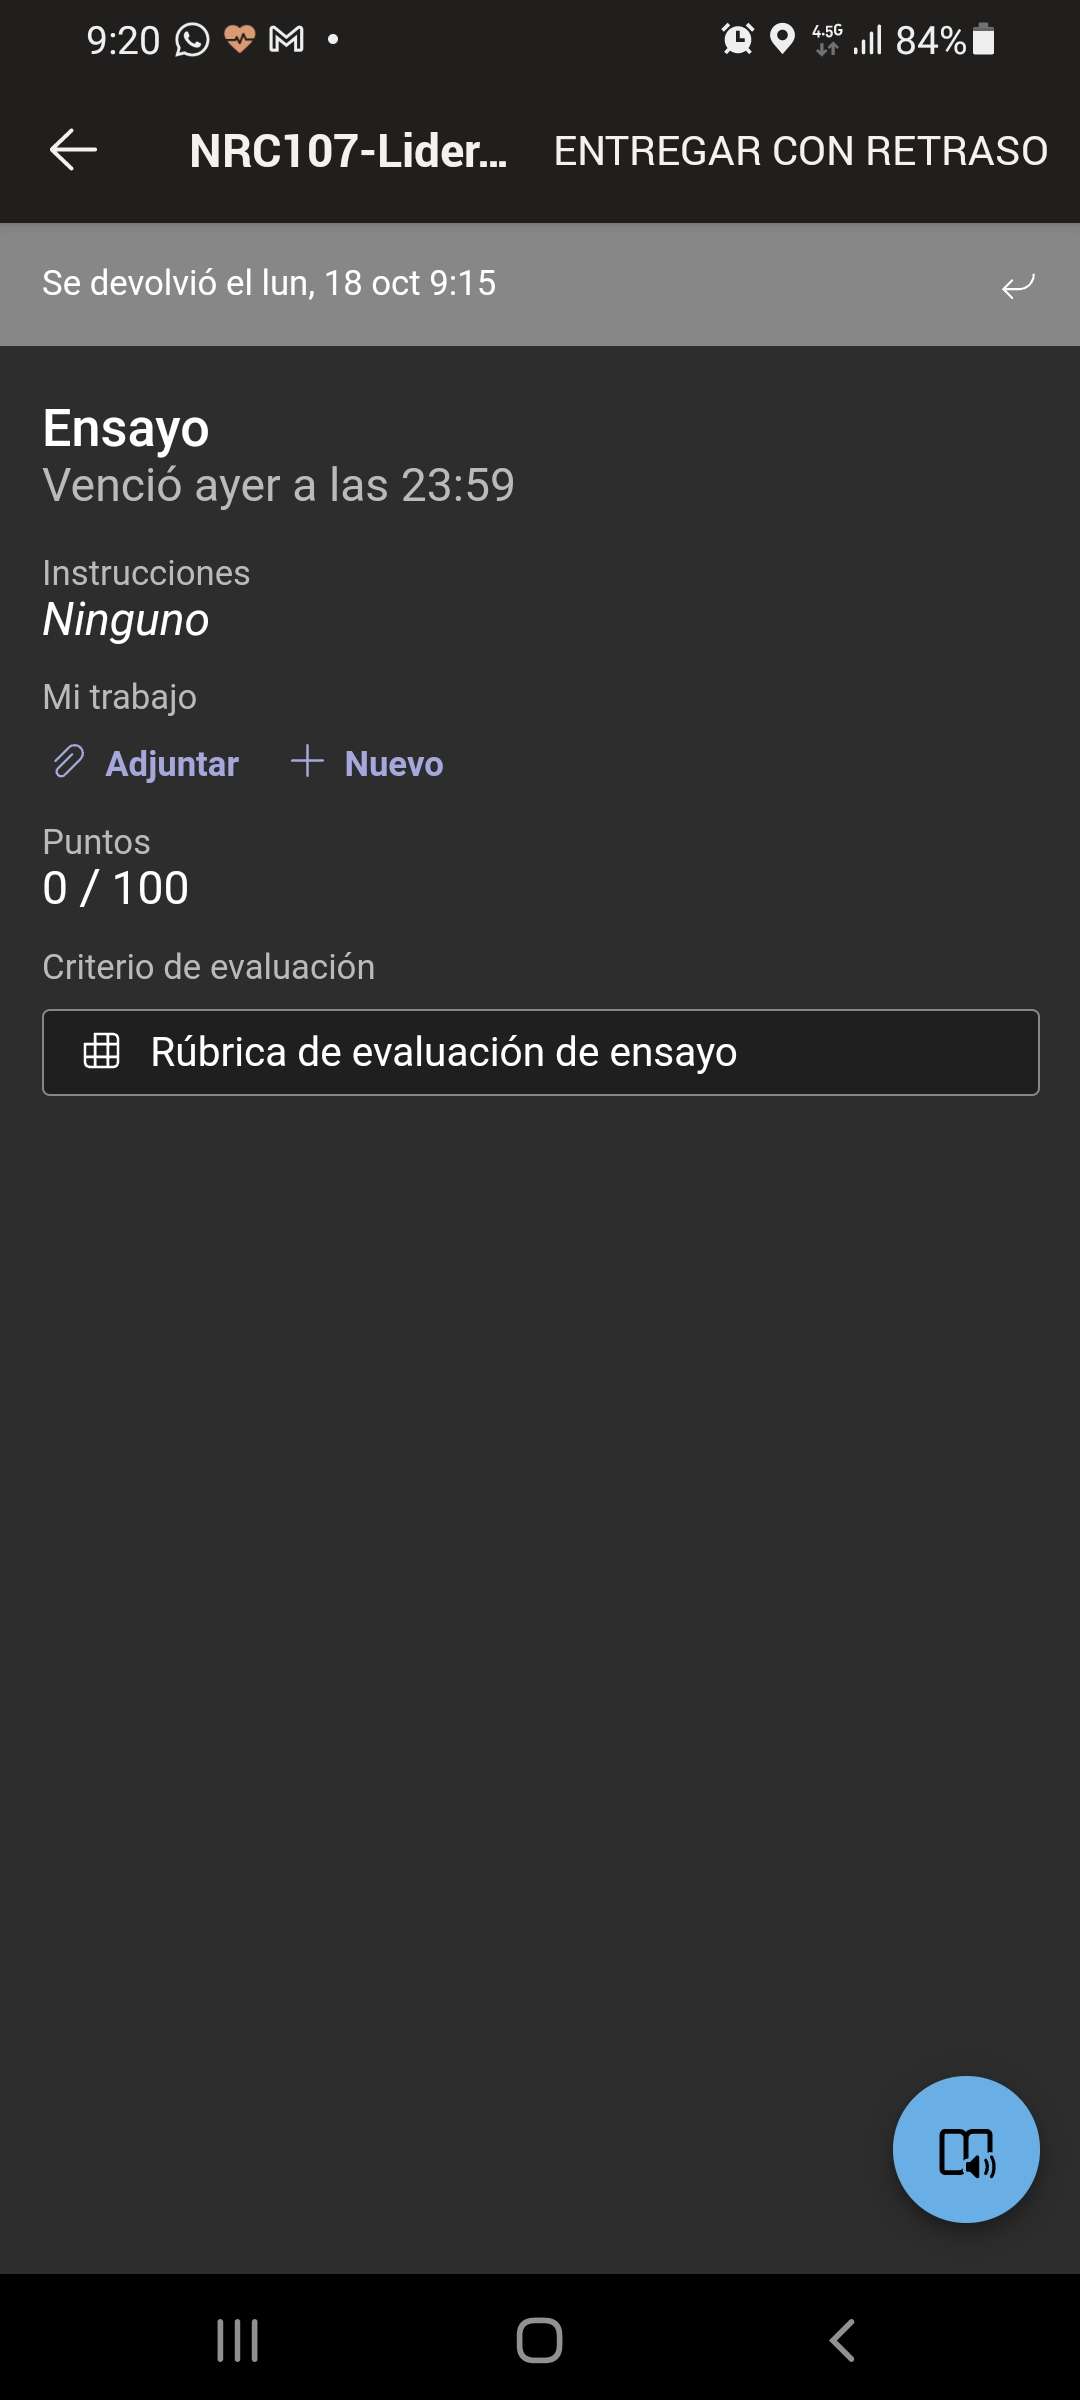 9:20
4.5G 84%
NRC107-Lider...
ENTREGAR CON RETRASO
Se devolvió el lun, 18 oct 9:15
Ensayo
Venció ayer a las 23:59
Instrucciones
Ninguno
Mi trabajo
Adjuntar
Nuevo
Puntos
0 / 100
Criterio de evaluación
Rúbrica de evaluación de ensayo